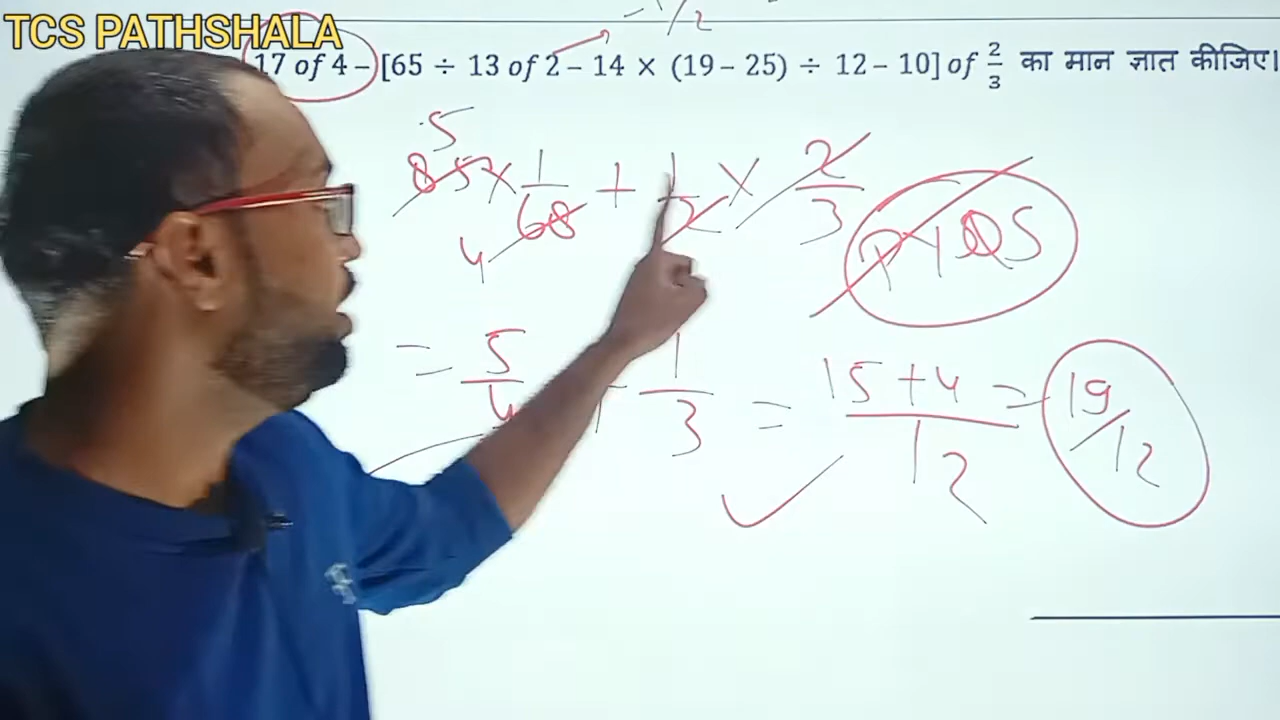 TCS PATHSHALA
17 of 4 – [65 ÷ 13 of 2 – 14 × (19 – 25) ÷ 12 – 10] of 2/3 का मान ज्ञात कीजिए।
5
85 × 1/68 + 1/2 × 2/3
4
PYQS
= 5/4 + 1/3 = 15+4/12 = 19/12